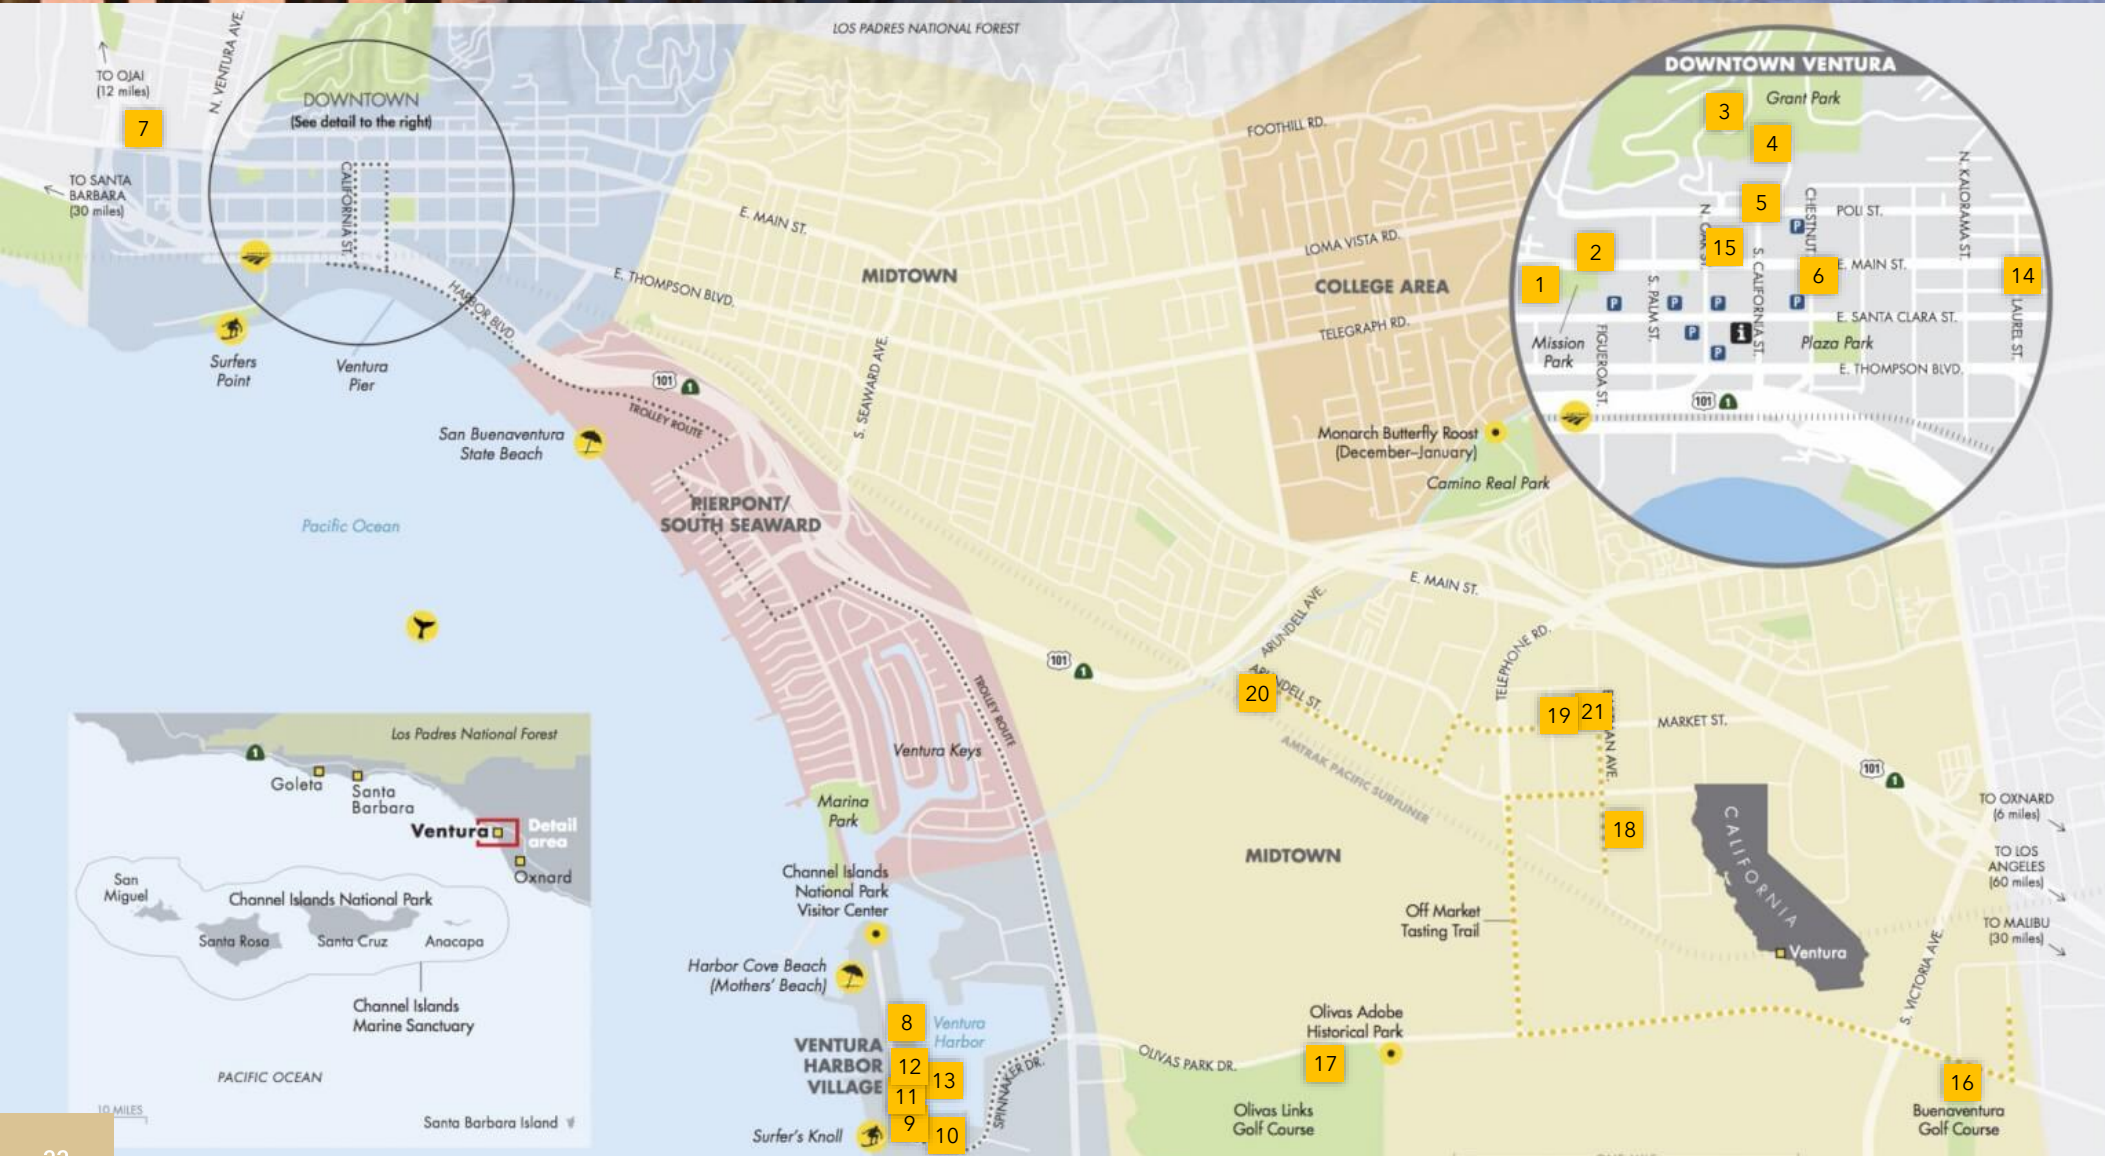 LOS PADRES NATIONAL FOREST
N. VENTURA AVE.
TO OJAI
(12 miles)
7
TO SANTA
BARBARA
(30 miles)
DOWNTOWN
(See detail to the right)
CALIFORNIA ST.
HARBOR BLVD.
Surfers
Point
Ventura
Pier
E. MAIN ST.
E. THOMPSON BLVD.
MIDTOWN
S. SEAWARD AVE.
FOOTHILL RD.
LOMA VISTA RD.
COLLEGE AREA
TELEGRAPH RD.
Monarch Butterfly Roost
(December–January)
Camino Real Park
DOWNTOWN VENTURA
Grant Park
3
4
5
N. KALORAMA ST.
CHESTNUT
P
POLI ST.
15
2
1
S. CALIFORNIA ST.
6
E. MAIN ST.
14
S. PALM ST.
P
P
P
P
P
P
i
E. SANTA CLARA ST.
LAUREL ST.
Mission
Park
FIGUEROA ST.
Plaza Park
E. THOMPSON BLVD.
101
1
101
1
TROLLEY ROUTE
San Buenaventura
State Beach
PIERPONT/
SOUTH SEAWARD
Pacific Ocean
101
1
E. MAIN ST.
ARUNDELL AVE.
20
TELEPHONE RD.
19
21
MARKET ST.
AMTRAK PACIFIC SURFLINER
101
1
TROLLEY ROUTE
Ventura Keys
Marina
Park
18
CALIFORNIA
Ventura
TO OXNARD
(6 miles)
TO LOS
ANGELES
(60 miles)
TO MALIBU
(30 miles)
MIDTOWN
Off Market
Tasting Trail
S. VICTORIA AVE.
Los Padres National Forest
1
Goleta
Santa
Barbara
Ventura
Detail
area
Oxnard
San
Miguel
Channel Islands National Park
Santa Rosa
Santa Cruz
Anacapa
Channel Islands
Marine Sanctuary
PACIFIC OCEAN
10 MILES
Santa Barbara Island
Channel Islands
National Park
Visitor Center
Harbor Cove Beach
(Mothers' Beach)
8
Ventura
Harbor
VENTURA
HARBOR
VILLAGE
12
13
11
9
10
Surfer's Knoll
SPINNAKER DR.
OLIVAS PARK DR.
Olivas Adobe
Historical Park
17
Olivas Links
Golf Course
16
Buenaventura
Golf Course